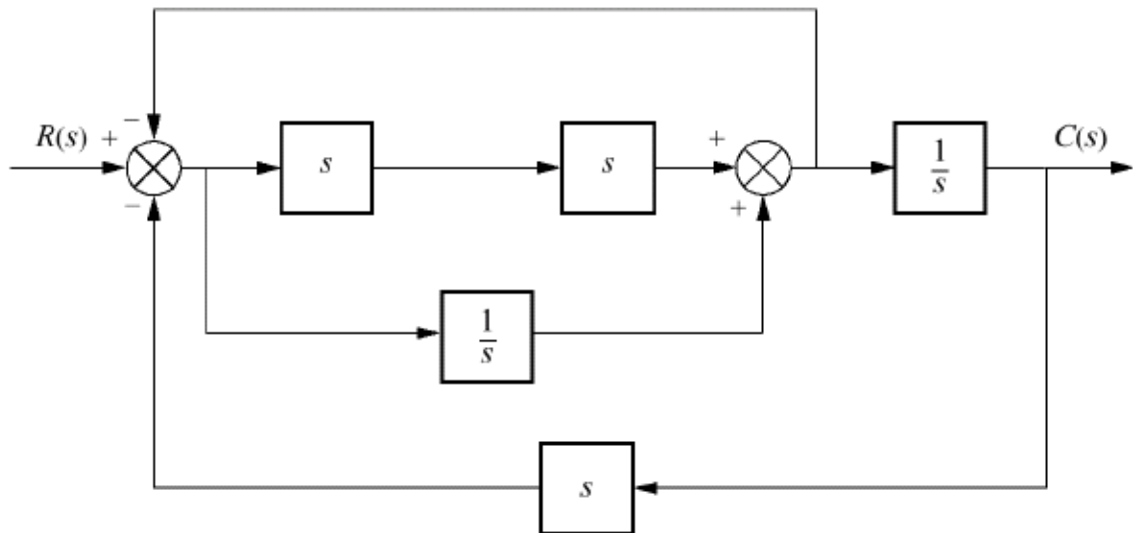 −
R(s) + + C(s)
s s 1/s
− +
1/s
s